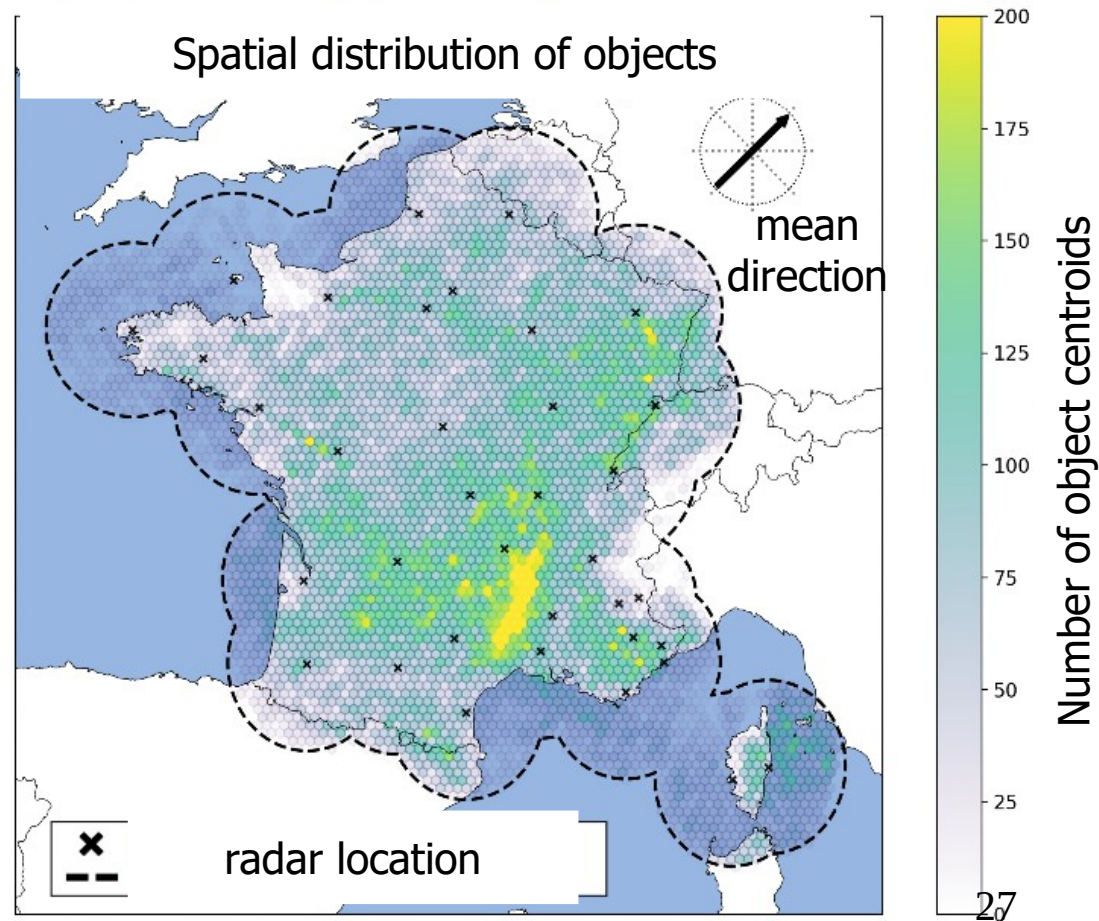 Spatial distribution of objects
mean
direction
radar location
200
175
150
125
100
75
50
25
0
Number of object centroids
27